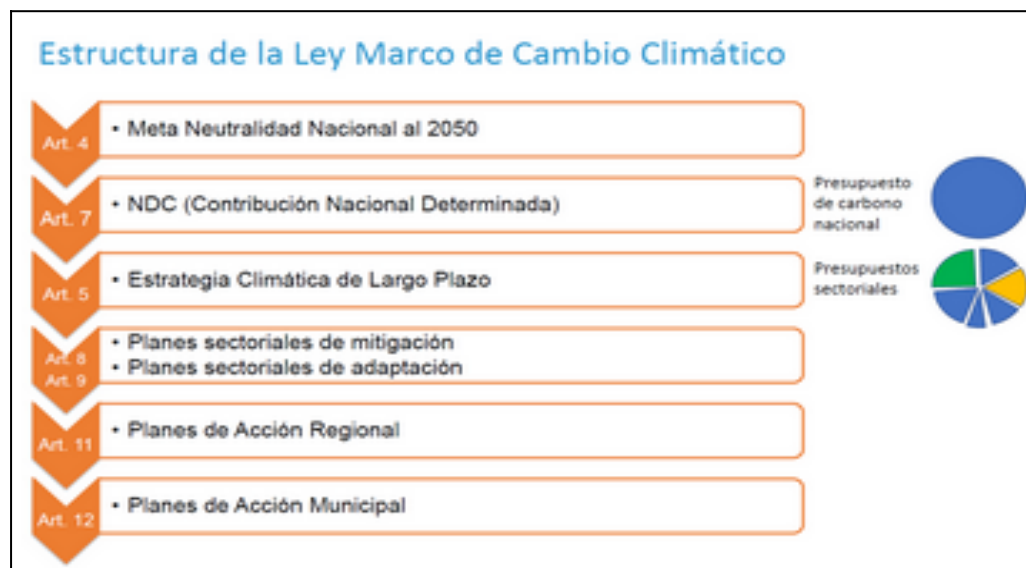 Estructura de la Ley Marco de Cambio Climático
Art. 4
• Meta Neutralidad Nacional al 2050
Art. 7
• NDC (Contribución Nacional Determinada)
Presupuesto
de carbono
nacional
Art. 5
• Estrategia Climática de Largo Plazo
Presupuestos
sectoriales
Art. 8
Art. 9
• Planes sectoriales de mitigación
• Planes sectoriales de adaptación
Art. 11
• Planes de Acción Regional
Art. 12
• Planes de Acción Municipal